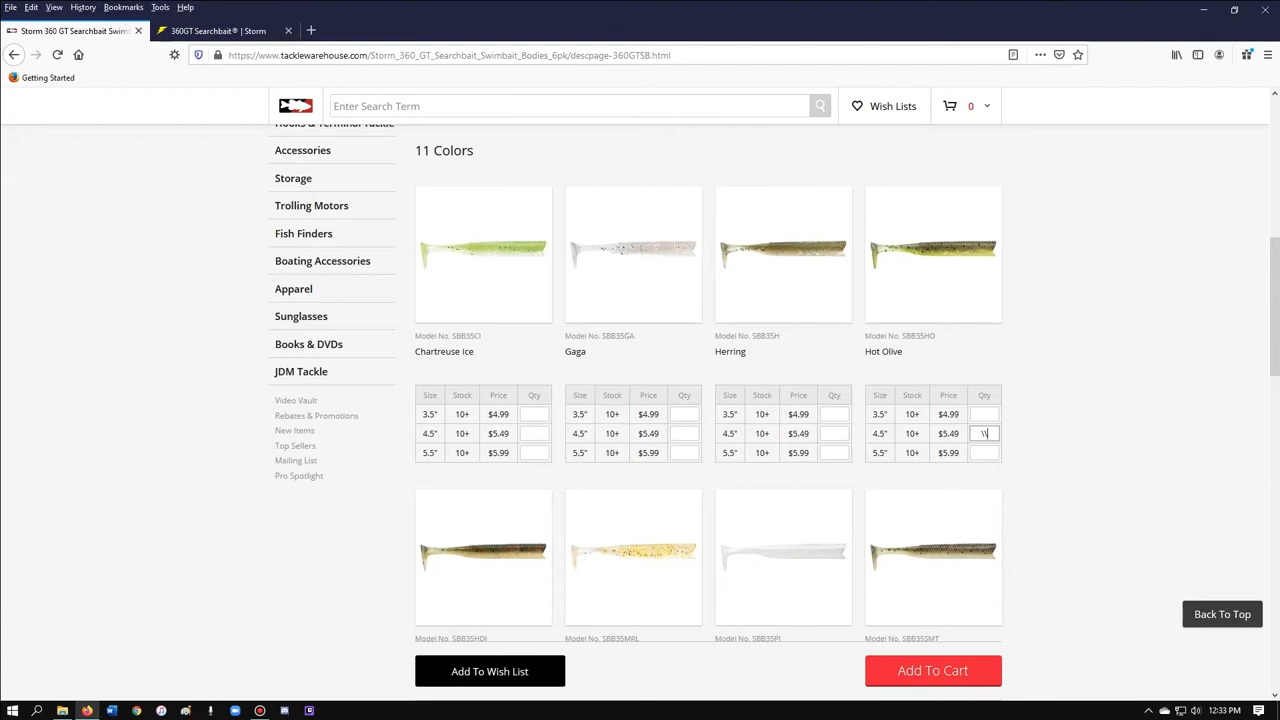 File Edit View History Bookmarks Tools Help
Storm 360 GT Searchbait Swimb
360GT Searchbait® | Storm
https://www.tacklewarehouse.com/Storm_360_GT_Searchbait_Swimbait_Bodies_6pk/descpage-360GTSB.html
Getting Started
Enter Search Term
Wish Lists
0
Hooks & Terminal Tackle
Accessories
Storage
Trolling Motors
Fish Finders
Boating Accessories
Apparel
Sunglasses
Books & DVDs
JDM Tackle
Video Vault
Rebates & Promotions
New Items
Top Sellers
Mailing List
Pro Spotlight
11 Colors
Model No. SBB35CI Model No. SBB35GA Model No. SBB35H Model No. SBB35HO
Chartreuse Ice Gaga Herring Hot Olive
Size Stock Price Qty Size Stock Price Qty Size Stock Price Qty Size Stock Price Qty
3.5" 10+ $4.99 3.5" 10+ $4.99 3.5" 10+ $4.99 3.5" 10+ $4.99
4.5" 10+ $5.49 4.5" 10+ $5.49 4.5" 10+ $5.49 4.5" 10+ $5.49 \\
5.5" 10+ $5.99 5.5" 10+ $5.99 5.5" 10+ $5.99 5.5" 10+ $5.99
Model No. SBB35HDI Model No. SBB35MRL Model No. SBB35PI Model No. SBB35SMT
Back To Top
Add To Wish List
Add To Cart
12:33 PM